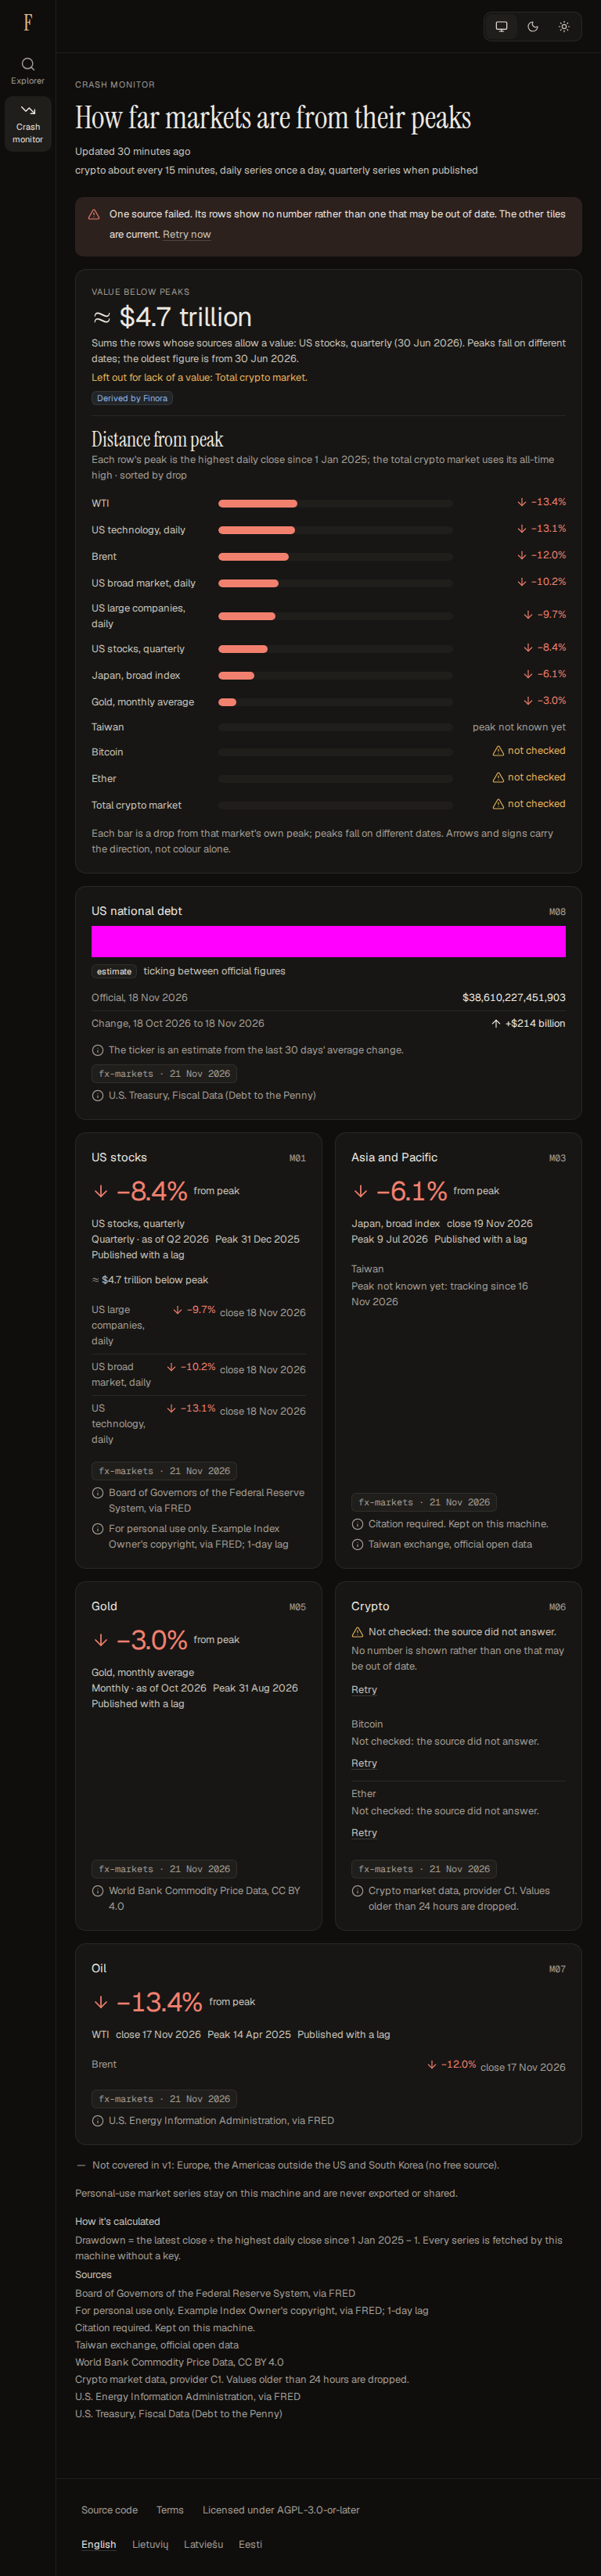 F
Explorer
Crash
monitor
CRASH MONITOR
How far markets are from their peaks
Updated 30 minutes ago
crypto about every 15 minutes, daily series once a day, quarterly series when published
One source failed. Its rows show no number rather than one that may be out of date. The other tiles
are current. Retry now
VALUE BELOW PEAKS
≈ $4.7 trillion
Sums the rows whose sources allow a value: US stocks, quarterly (30 Jun 2026). Peaks fall on different
dates; the oldest figure is from 30 Jun 2026.
Left out for lack of a value: Total crypto market.
Derived by Finora
Distance from peak
Each row's peak is the highest daily close since 1 Jan 2025; the total crypto market uses its all-time
high · sorted by drop
WTI ↓ −13.4%
US technology, daily ↓ −13.1%
Brent ↓ −12.0%
US broad market, daily ↓ −10.2%
US large companies,
daily ↓ −9.7%
US stocks, quarterly ↓ −8.4%
Japan, broad index ↓ −6.1%
Gold, monthly average ↓ −3.0%
Taiwan peak not known yet
Bitcoin not checked
Ether not checked
Total crypto market not checked
Each bar is a drop from that market's own peak; peaks fall on different dates. Arrows and signs carry
the direction, not colour alone.
US national debt M08
estimate ticking between official figures
Official, 18 Nov 2026 $38,610,227,451,903
Change, 18 Oct 2026 to 18 Nov 2026 ↑ +$214 billion
The ticker is an estimate from the last 30 days' average change.
fx-markets · 21 Nov 2026
U.S. Treasury, Fiscal Data (Debt to the Penny)
US stocks M01
↓ −8.4% from peak
US stocks, quarterly
Quarterly · as of Q2 2026 Peak 31 Dec 2025
Published with a lag
≈ $4.7 trillion below peak
US large
companies,
daily ↓ −9.7% close 18 Nov 2026
US broad
market, daily ↓ −10.2% close 18 Nov 2026
US
technology,
daily ↓ −13.1% close 18 Nov 2026
fx-markets · 21 Nov 2026
Board of Governors of the Federal Reserve
System, via FRED
For personal use only. Example Index
Owner's copyright, via FRED; 1-day lag
Asia and Pacific M03
↓ −6.1% from peak
Japan, broad index close 19 Nov 2026
Peak 9 Jul 2026 Published with a lag
Taiwan
Peak not known yet: tracking since 16
Nov 2026
fx-markets · 21 Nov 2026
Citation required. Kept on this machine.
Taiwan exchange, official open data
Gold M05
↓ −3.0% from peak
Gold, monthly average
Monthly · as of Oct 2026 Peak 31 Aug 2026
Published with a lag
fx-markets · 21 Nov 2026
World Bank Commodity Price Data, CC BY
4.0
Crypto M06
Not checked: the source did not answer.
No number is shown rather than one that may
be out of date.
Retry
Bitcoin
Not checked: the source did not answer.
Retry
Ether
Not checked: the source did not answer.
Retry
fx-markets · 21 Nov 2026
Crypto market data, provider C1. Values
older than 24 hours are dropped.
Oil M07
↓ −13.4% from peak
WTI close 17 Nov 2026 Peak 14 Apr 2025 Published with a lag
Brent ↓ −12.0% close 17 Nov 2026
fx-markets · 21 Nov 2026
U.S. Energy Information Administration, via FRED
— Not covered in v1: Europe, the Americas outside the US and South Korea (no free source).
Personal-use market series stay on this machine and are never exported or shared.
How it's calculated
Drawdown = the latest close ÷ the highest daily close since 1 Jan 2025 − 1. Every series is fetched by this
machine without a key.
Sources
Board of Governors of the Federal Reserve System, via FRED
For personal use only. Example Index Owner's copyright, via FRED; 1-day lag
Citation required. Kept on this machine.
Taiwan exchange, official open data
World Bank Commodity Price Data, CC BY 4.0
Crypto market data, provider C1. Values older than 24 hours are dropped.
U.S. Energy Information Administration, via FRED
U.S. Treasury, Fiscal Data (Debt to the Penny)
Source code Terms Licensed under AGPL-3.0-or-later
English Lietuvių Latviešu Eesti